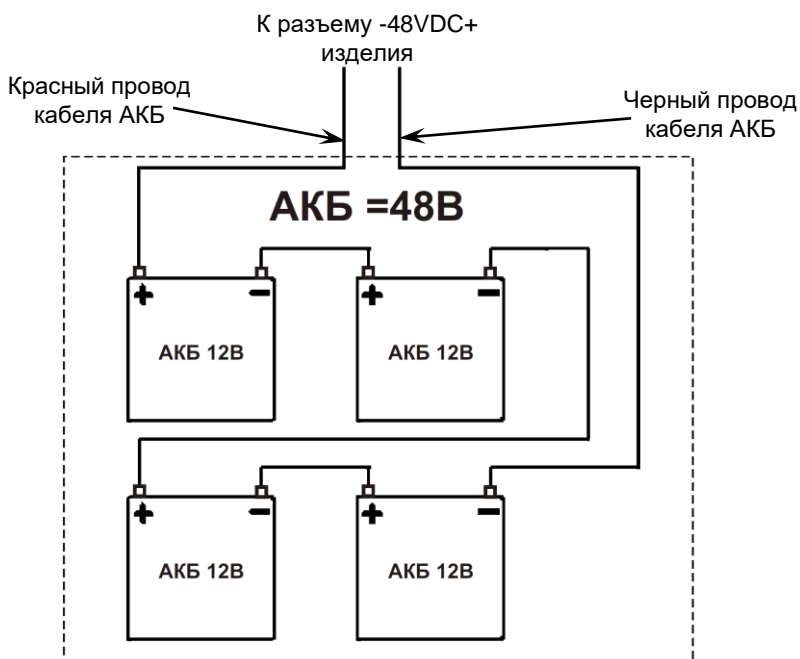 К разъему -48VDC+
изделия
Красный провод
кабеля АКБ
Черный провод
кабеля АКБ
АКБ =48В
+ −
+ −
АКБ 12В
АКБ 12В
+ −
+ −
АКБ 12В
АКБ 12В